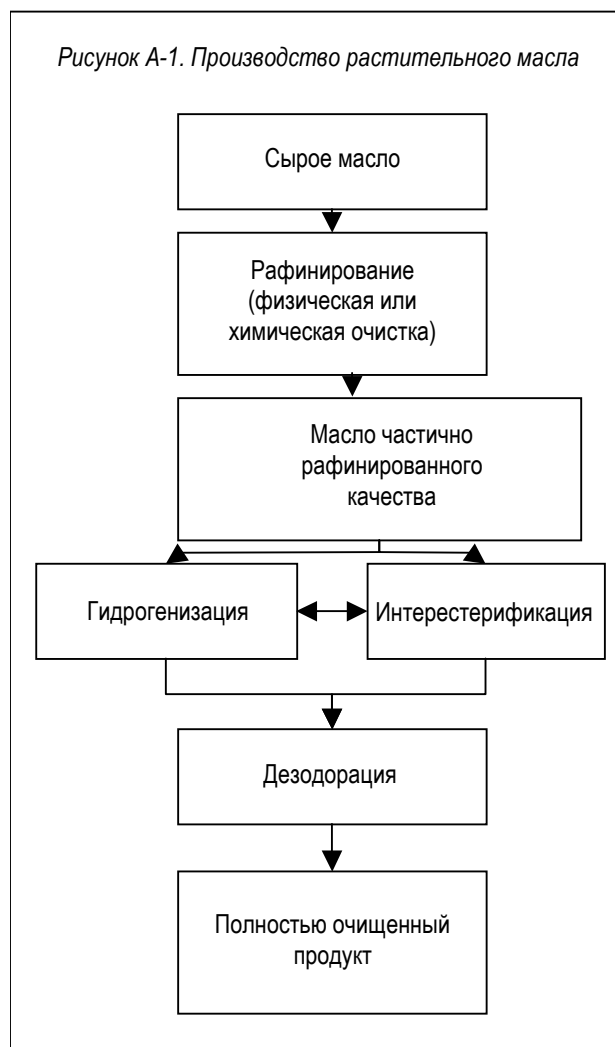 Рисунок А-1. Производство растительного масла
Сырое масло
Рафинирование
(физическая или
химическая очистка)
Масло частично
рафинированного
качества
Гидрогенизация
Интерестерификация
Дезодорация
Полностью очищенный
продукт